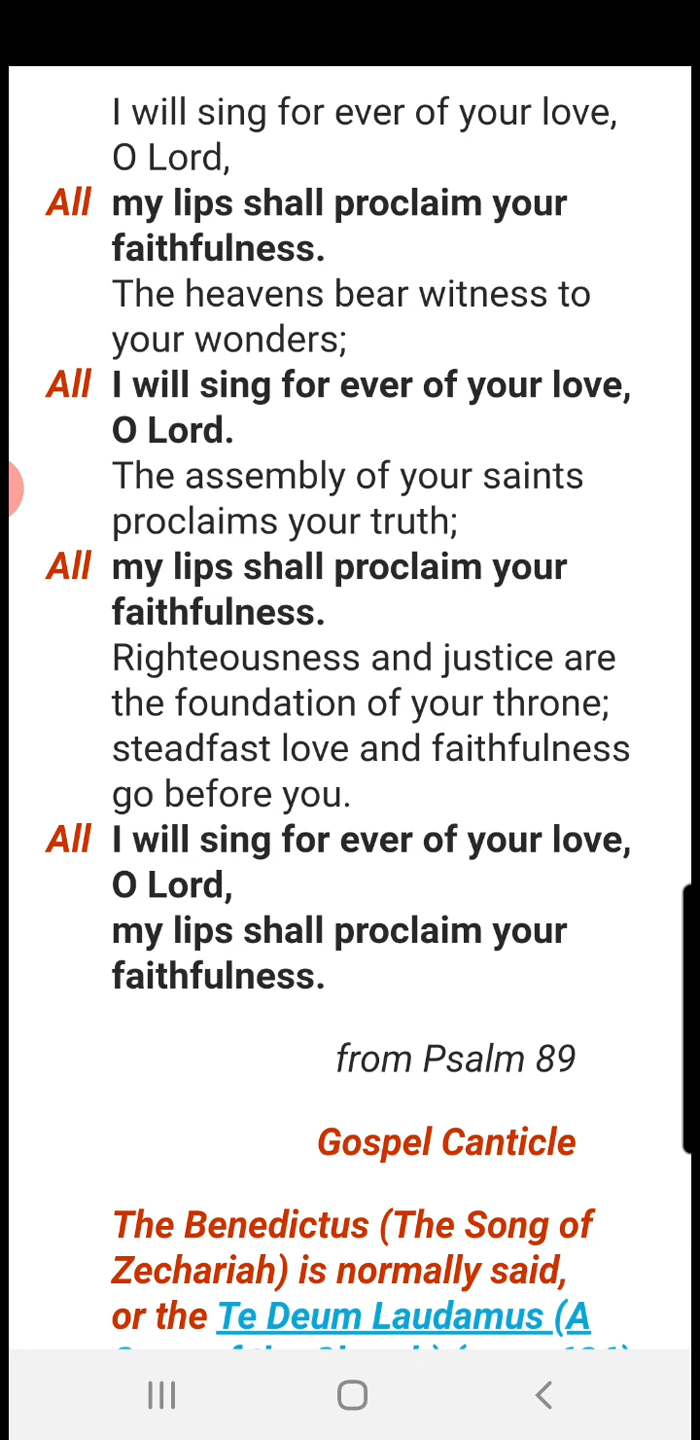 I will sing for ever of your love,
O Lord,
All my lips shall proclaim your
faithfulness.
The heavens bear witness to
your wonders;
All I will sing for ever of your love,
O Lord.
The assembly of your saints
proclaims your truth;
All my lips shall proclaim your
faithfulness.
Righteousness and justice are
the foundation of your throne;
steadfast love and faithfulness
go before you.
All I will sing for ever of your love,
O Lord,
my lips shall proclaim your
faithfulness.
from Psalm 89
Gospel Canticle
The Benedictus (The Song of
Zechariah) is normally said,
or the Te Deum Laudamus (A